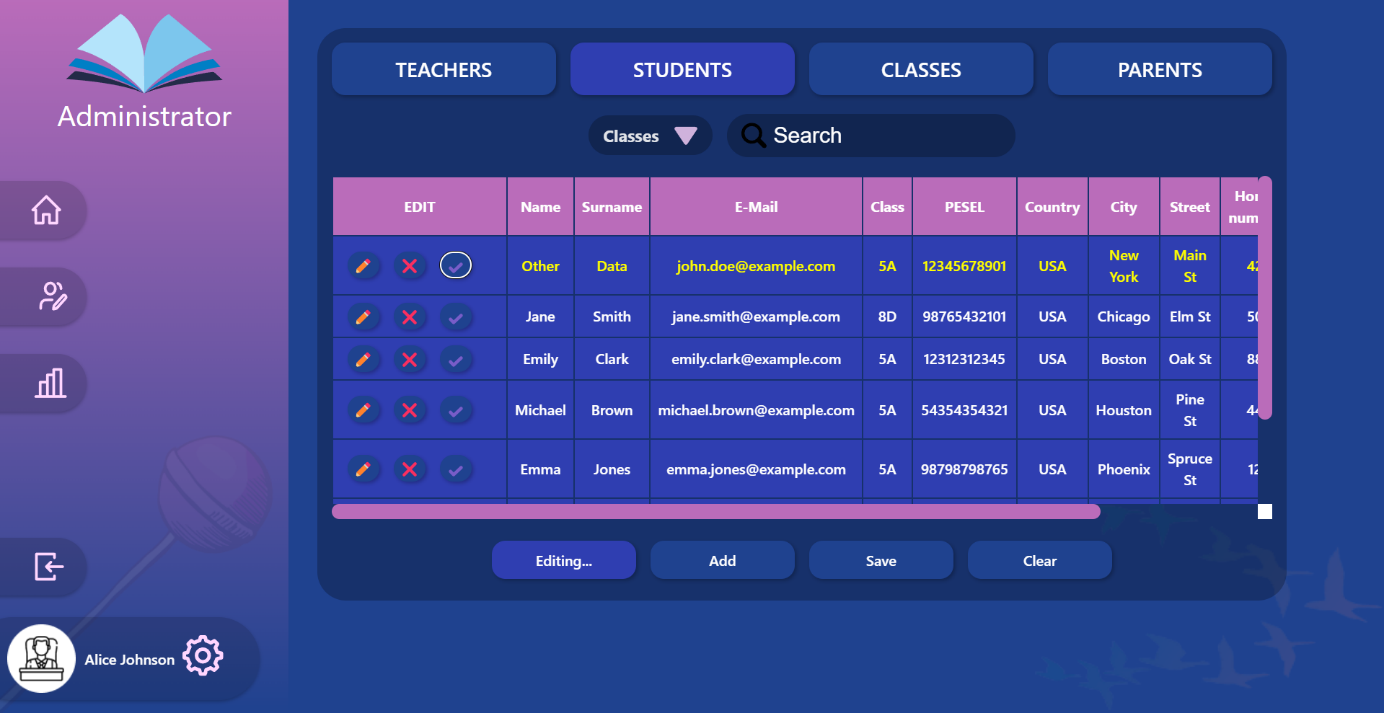 Administrator
TEACHERS STUDENTS CLASSES PARENTS
Classes Search
EDIT Name Surname E-Mail Class PESEL Country City Street
Other Data john.doe@example.com 5A 12345678901 USA New York Main St 42
Jane Smith jane.smith@example.com 8D 98765432101 USA Chicago Elm St
Emily Clark emily.clark@example.com 5A 12312312345 USA Boston Oak St
Michael Brown michael.brown@example.com 5A 54354354321 USA Houston Pine St
Emma Jones emma.jones@example.com 5A 98798798765 USA Phoenix Spruce St
Editing... Add Save Clear
Alice Johnson